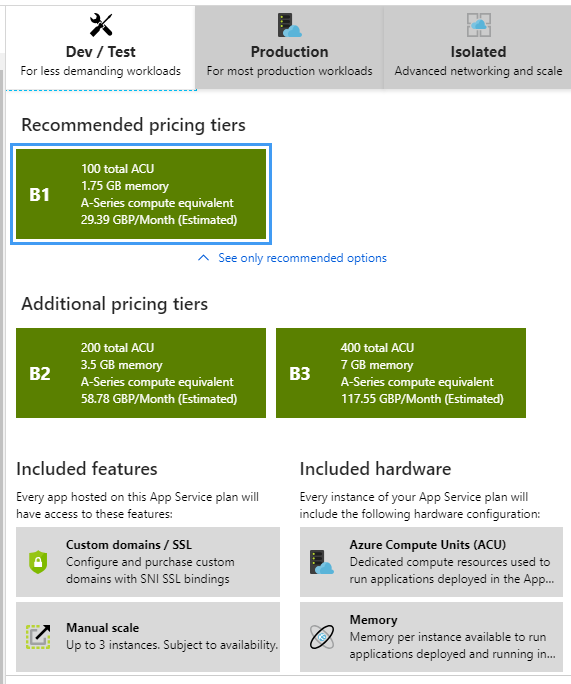 Dev / Test
For less demanding workloads
Production
For most production workloads
Isolated
Advanced networking and scale
Recommended pricing tiers
B1
100 total ACU
1.75 GB memory
A-Series compute equivalent
29.39 GBP/Month (Estimated)
See only recommended options
Additional pricing tiers
B2
200 total ACU
3.5 GB memory
A-Series compute equivalent
58.78 GBP/Month (Estimated)
B3
400 total ACU
7 GB memory
A-Series compute equivalent
117.55 GBP/Month (Estimated)
Included features
Every app hosted on this App Service plan will
have access to these features:
Custom domains / SSL
Configure and purchase custom
domains with SNI SSL bindings
Manual scale
Up to 3 instances. Subject to availability.
Included hardware
Every instance of your App Service plan will
include the following hardware configuration:
Azure Compute Units (ACU)
Dedicated compute resources used to
run applications deployed in the App...
Memory
Memory per instance available to run
applications deployed and running in...